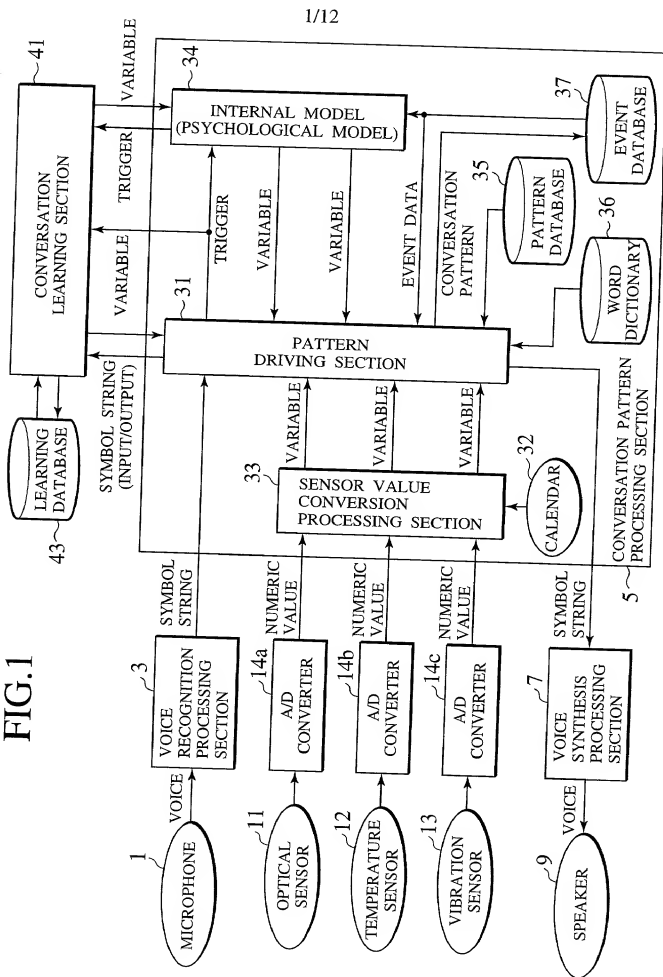 1/12
FIG.1
41
CONVERSATION
LEARNING SECTION
LEARNING
DATABASE
43
VARIABLE
TRIGGER
VARIABLE
SYMBOL STRING
(INPUT/OUTPUT)
34
INTERNAL MODEL
(PSYCHOLOGICAL MODEL)
TRIGGER
VARIABLE
VARIABLE
EVENT DATA
CONVERSATION
PATTERN
31
PATTERN
DRIVING SECTION
35
PATTERN
DATABASE
36
WORD
DICTIONARY
37
EVENT
DATABASE
VARIABLE
VARIABLE
VARIABLE
33
SENSOR VALUE
CONVERSION
PROCESSING SECTION
32
CALENDAR
5
CONVERSATION PATTERN
PROCESSING SECTION
1
MICROPHONE
VOICE
3
VOICE
RECOGNITION
PROCESSING
SECTION
SYMBOL
STRING
11
OPTICAL
SENSOR
14a
A/D
CONVERTER
NUMERIC
VALUE
12
TEMPERATURE
SENSOR
14b
A/D
CONVERTER
NUMERIC
VALUE
13
VIBRATION
SENSOR
14c
A/D
CONVERTER
NUMERIC
VALUE
9
SPEAKER
VOICE
7
VOICE
SYNTHESIS
PROCESSING
SECTION
SYMBOL
STRING